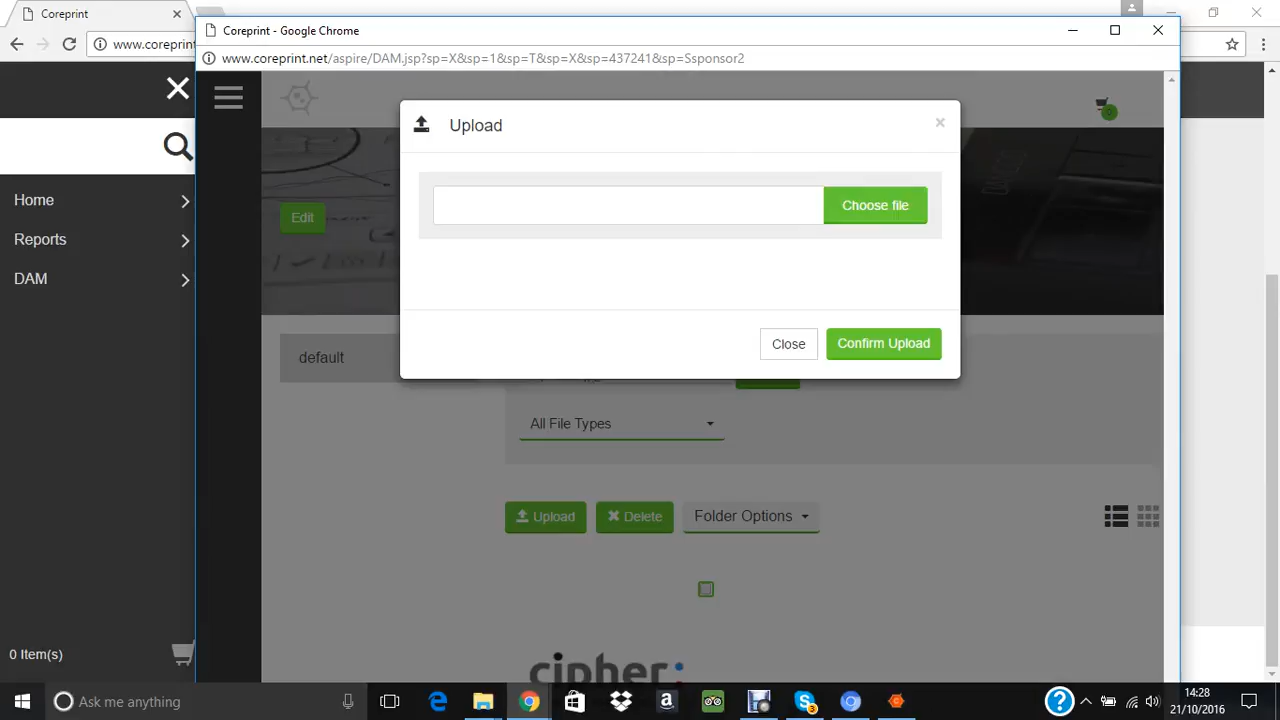 Coreprint
Coreprint - Google Chrome
www.coreprint
www.coreprint.net/aspire/DAM.jsp?sp=X&sp=1&sp=T&sp=X&sp=437241&sp=Ssponsor2
Upload
Choose file
Home
Edit
Reports
DAM
Close
Confirm Upload
default
All File Types
Upload
Delete
Folder Options
0 Item(s)
cipher:
Ask me anything
14:28
21/10/2016